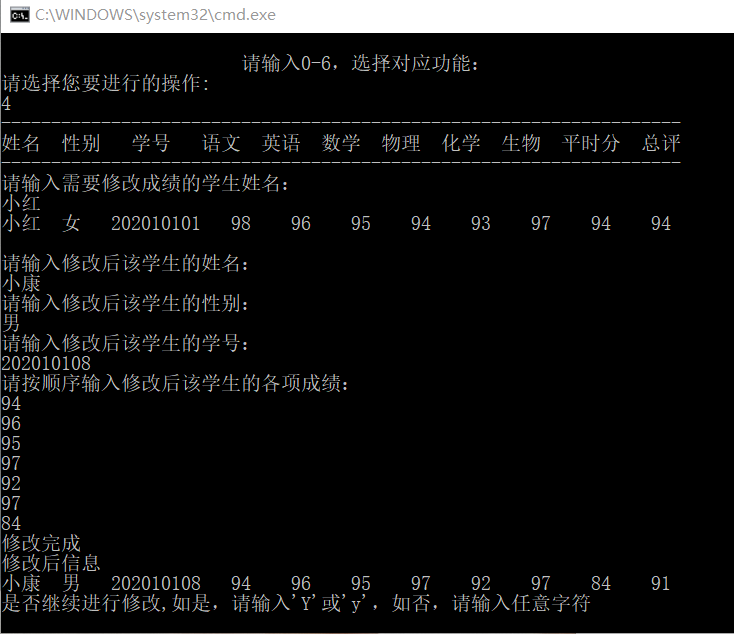 C:\WINDOWS\system32\cmd.exe
请输入0-6，选择对应功能：
请选择您要进行的操作:
4
--------------------------------------------------------------------
姓名 性别 学号 语文 英语 数学 物理 化学 生物 平时分 总评
--------------------------------------------------------------------
请输入需要修改成绩的学生姓名：
小红
小红 女 202010101 98 96 95 94 93 97 94 94
请输入修改后该学生的姓名：
小康
请输入修改后该学生的性别：
男
请输入修改后该学生的学号：
202010108
请按顺序输入修改后该学生的各项成绩：
94
96
95
97
92
97
84
修改完成
修改后信息
小康 男 202010108 94 96 95 97 92 97 84 91
是否继续进行修改,如是，请输入'Y'或'y'，如否，请输入任意字符